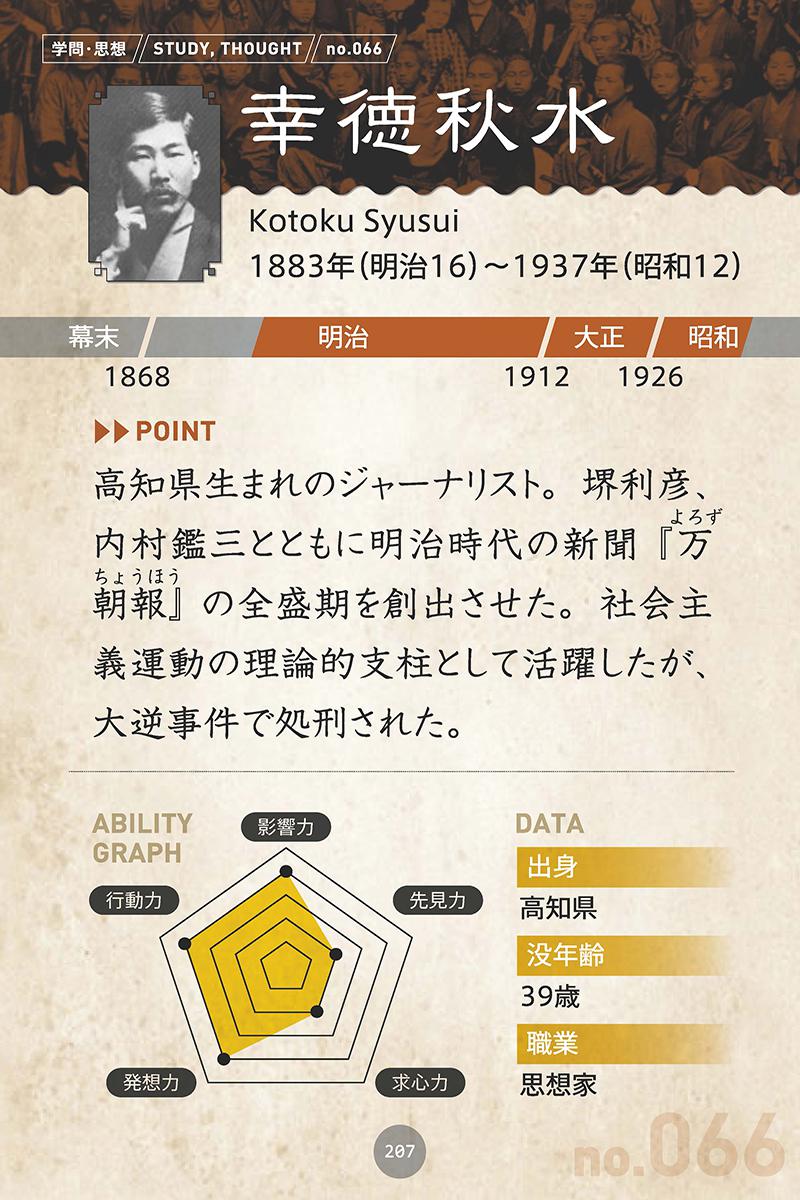 学問・思想 STUDY, THOUGHT no.066
幸徳秋水
Kotoku Syusui
1883年(明治16)～1937年(昭和12)
幕末 明治 大正 昭和
1868 1912 1926
POINT
高知県生まれのジャーナリスト。堺利彦、
よろず
内村鑑三とともに明治時代の新聞『万
ちょうほう
朝報』の全盛期を創出させた。社会主
義運動の理論的支柱として活躍したが、
大逆事件で処刑された。
ABILITY
GRAPH
影響力
行動力
先見力
発想力
求心力
DATA
出身
高知県
没年齢
39歳
職業
思想家
207
no.066